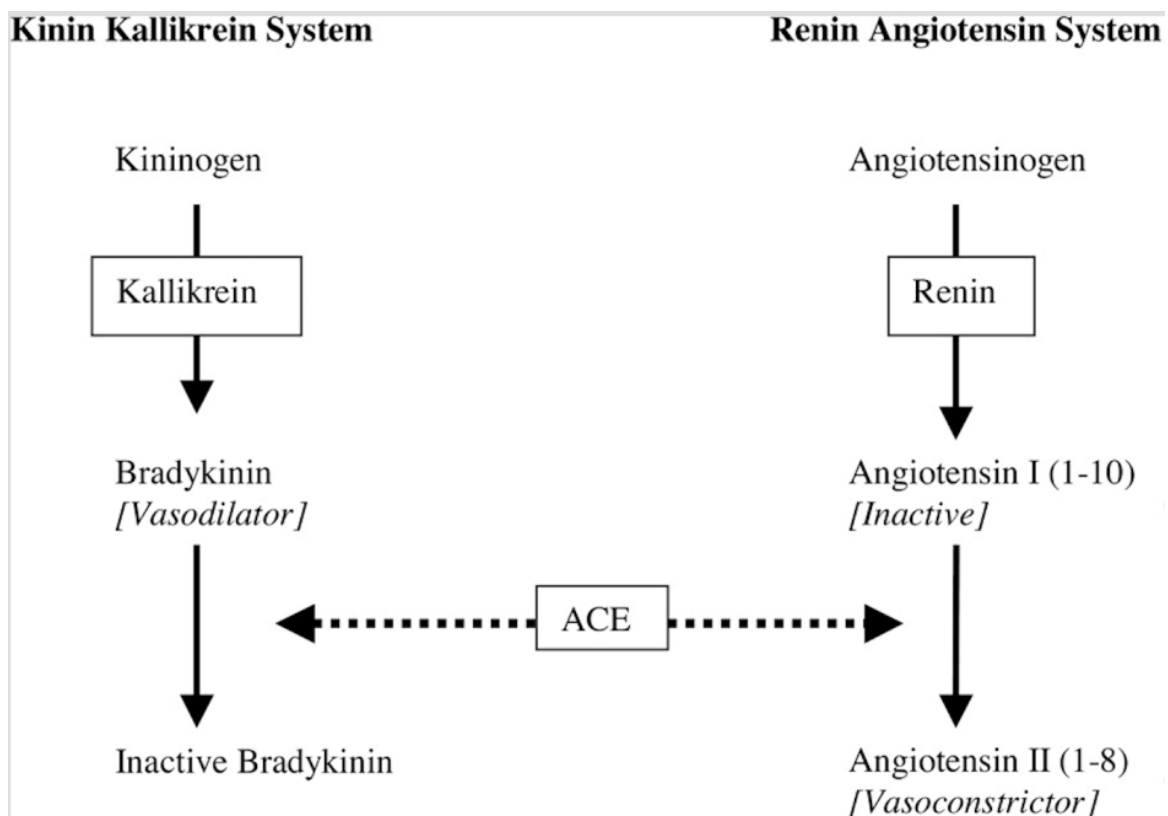 Kinin Kallikrein System
Renin Angiotensin System
Kininogen
Angiotensinogen
Kallikrein
Renin
Bradykinin
[Vasodilator]
Angiotensin I (1-10)
[Inactive]
ACE
Inactive Bradykinin
Angiotensin II (1-8)
[Vasoconstrictor]